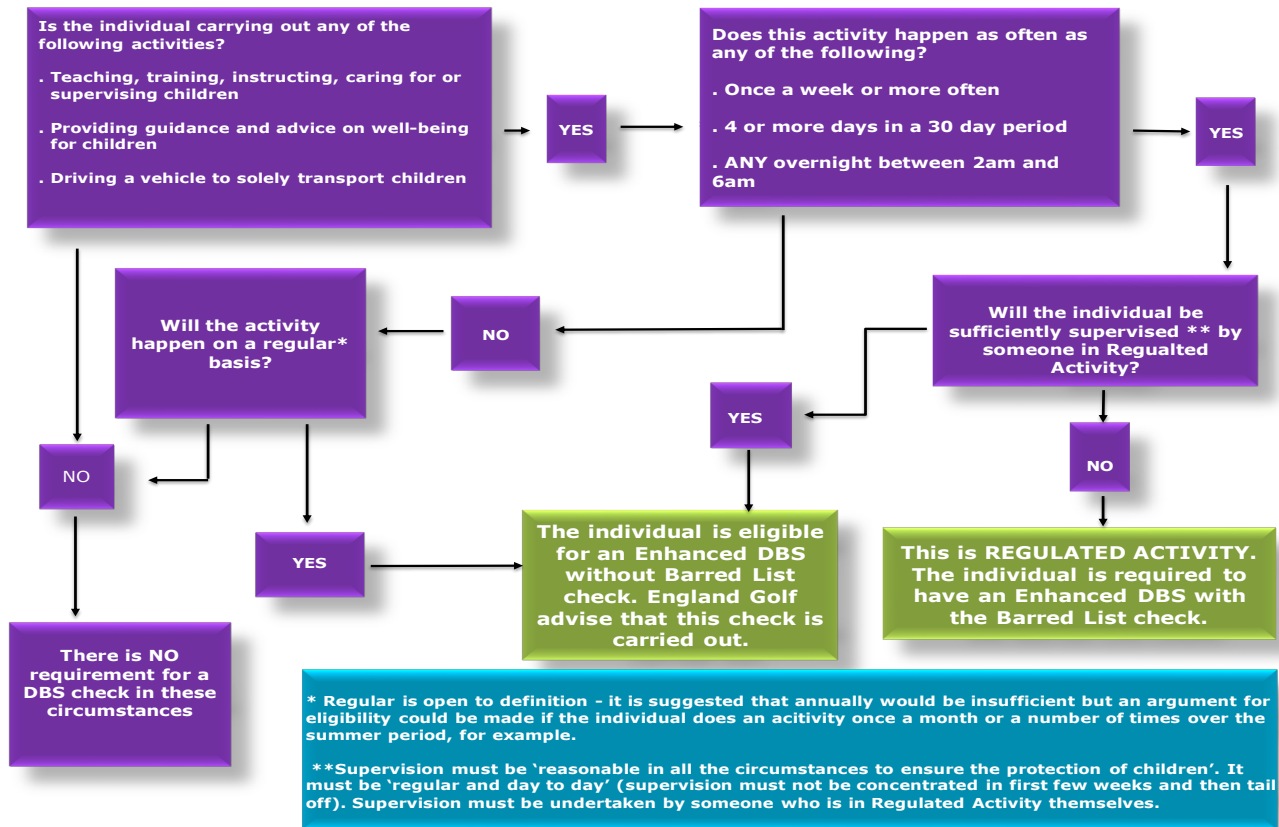 Is the individual carrying out any of the
following activities?
. Teaching, training, instructing, caring for or
supervising children
. Providing guidance and advice on well-being
for children
. Driving a vehicle to solely transport children
YES
Does this activity happen as often as
any of the following?
. Once a week or more often
. 4 or more days in a 30 day period
. ANY overnight between 2am and
6am
YES
Will the activity
happen on a regular*
basis?
NO
Will the individual be
sufficiently supervised ** by
someone in Regualted
Activity?
YES
NO
NO
YES
The individual is eligible
for an Enhanced DBS
without Barred List
check. England Golf
advise that this check is
carried out.
This is REGULATED ACTIVITY.
The individual is required to
have an Enhanced DBS with
the Barred List check.
There is NO
requirement for a
DBS check in these
circumstances
* Regular is open to definition - it is suggested that annually would be insufficient but an argument for
eligibility could be made if the individual does an acitivity once a month or a number of times over the
summer period, for example.
**Supervision must be ‘reasonable in all the circumstances to ensure the protection of children’. It
must be ‘regular and day to day’ (supervision must not be concentrated in first few weeks and then tail
off). Supervision must be undertaken by someone who is in Regulated Activity themselves.